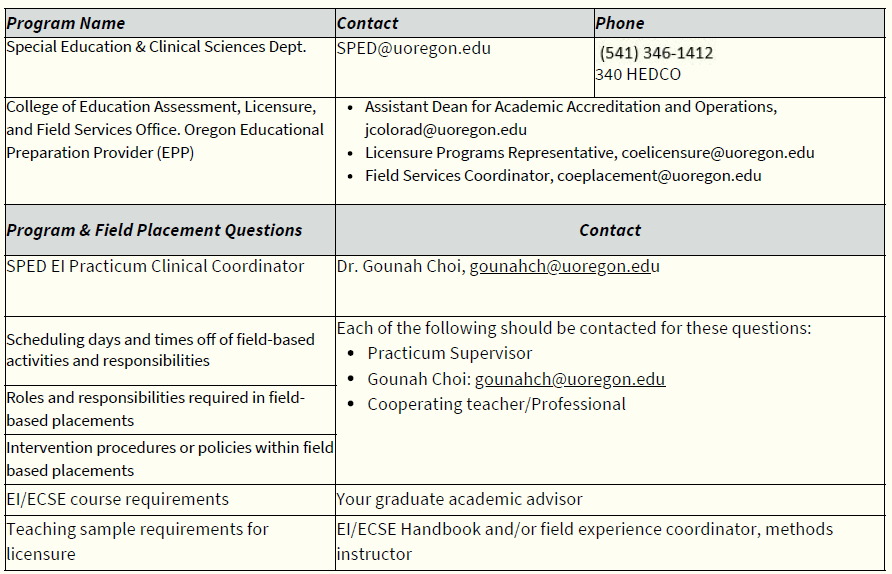 Program Name Contact Phone
Special Education & Clinical Sciences Dept. SPED@uoregon.edu (541) 346-1412
340 HEDCO
College of Education Assessment, Licensure,
and Field Services Office. Oregon Educational
Preparation Provider (EPP)
• Assistant Dean for Academic Accreditation and Operations,
jcolorad@uoregon.edu
• Licensure Programs Representative, coelicensure@uoregon.edu
• Field Services Coordinator, coeplacement@uoregon.edu
Program & Field Placement Questions Contact
SPED EI Practicum Clinical Coordinator Dr. Gounah Choi, gounahch@uoregon.edu
Scheduling days and times off of field-based
activities and responsibilities
Roles and responsibilities required in field-
based placements
Intervention procedures or policies within field
based placements
Each of the following should be contacted for these questions:
• Practicum Supervisor
• Gounah Choi: gounahch@uoregon.edu
• Cooperating teacher/Professional
EI/ECSE course requirements Your graduate academic advisor
Teaching sample requirements for
licensure
EI/ECSE Handbook and/or field experience coordinator, methods
instructor